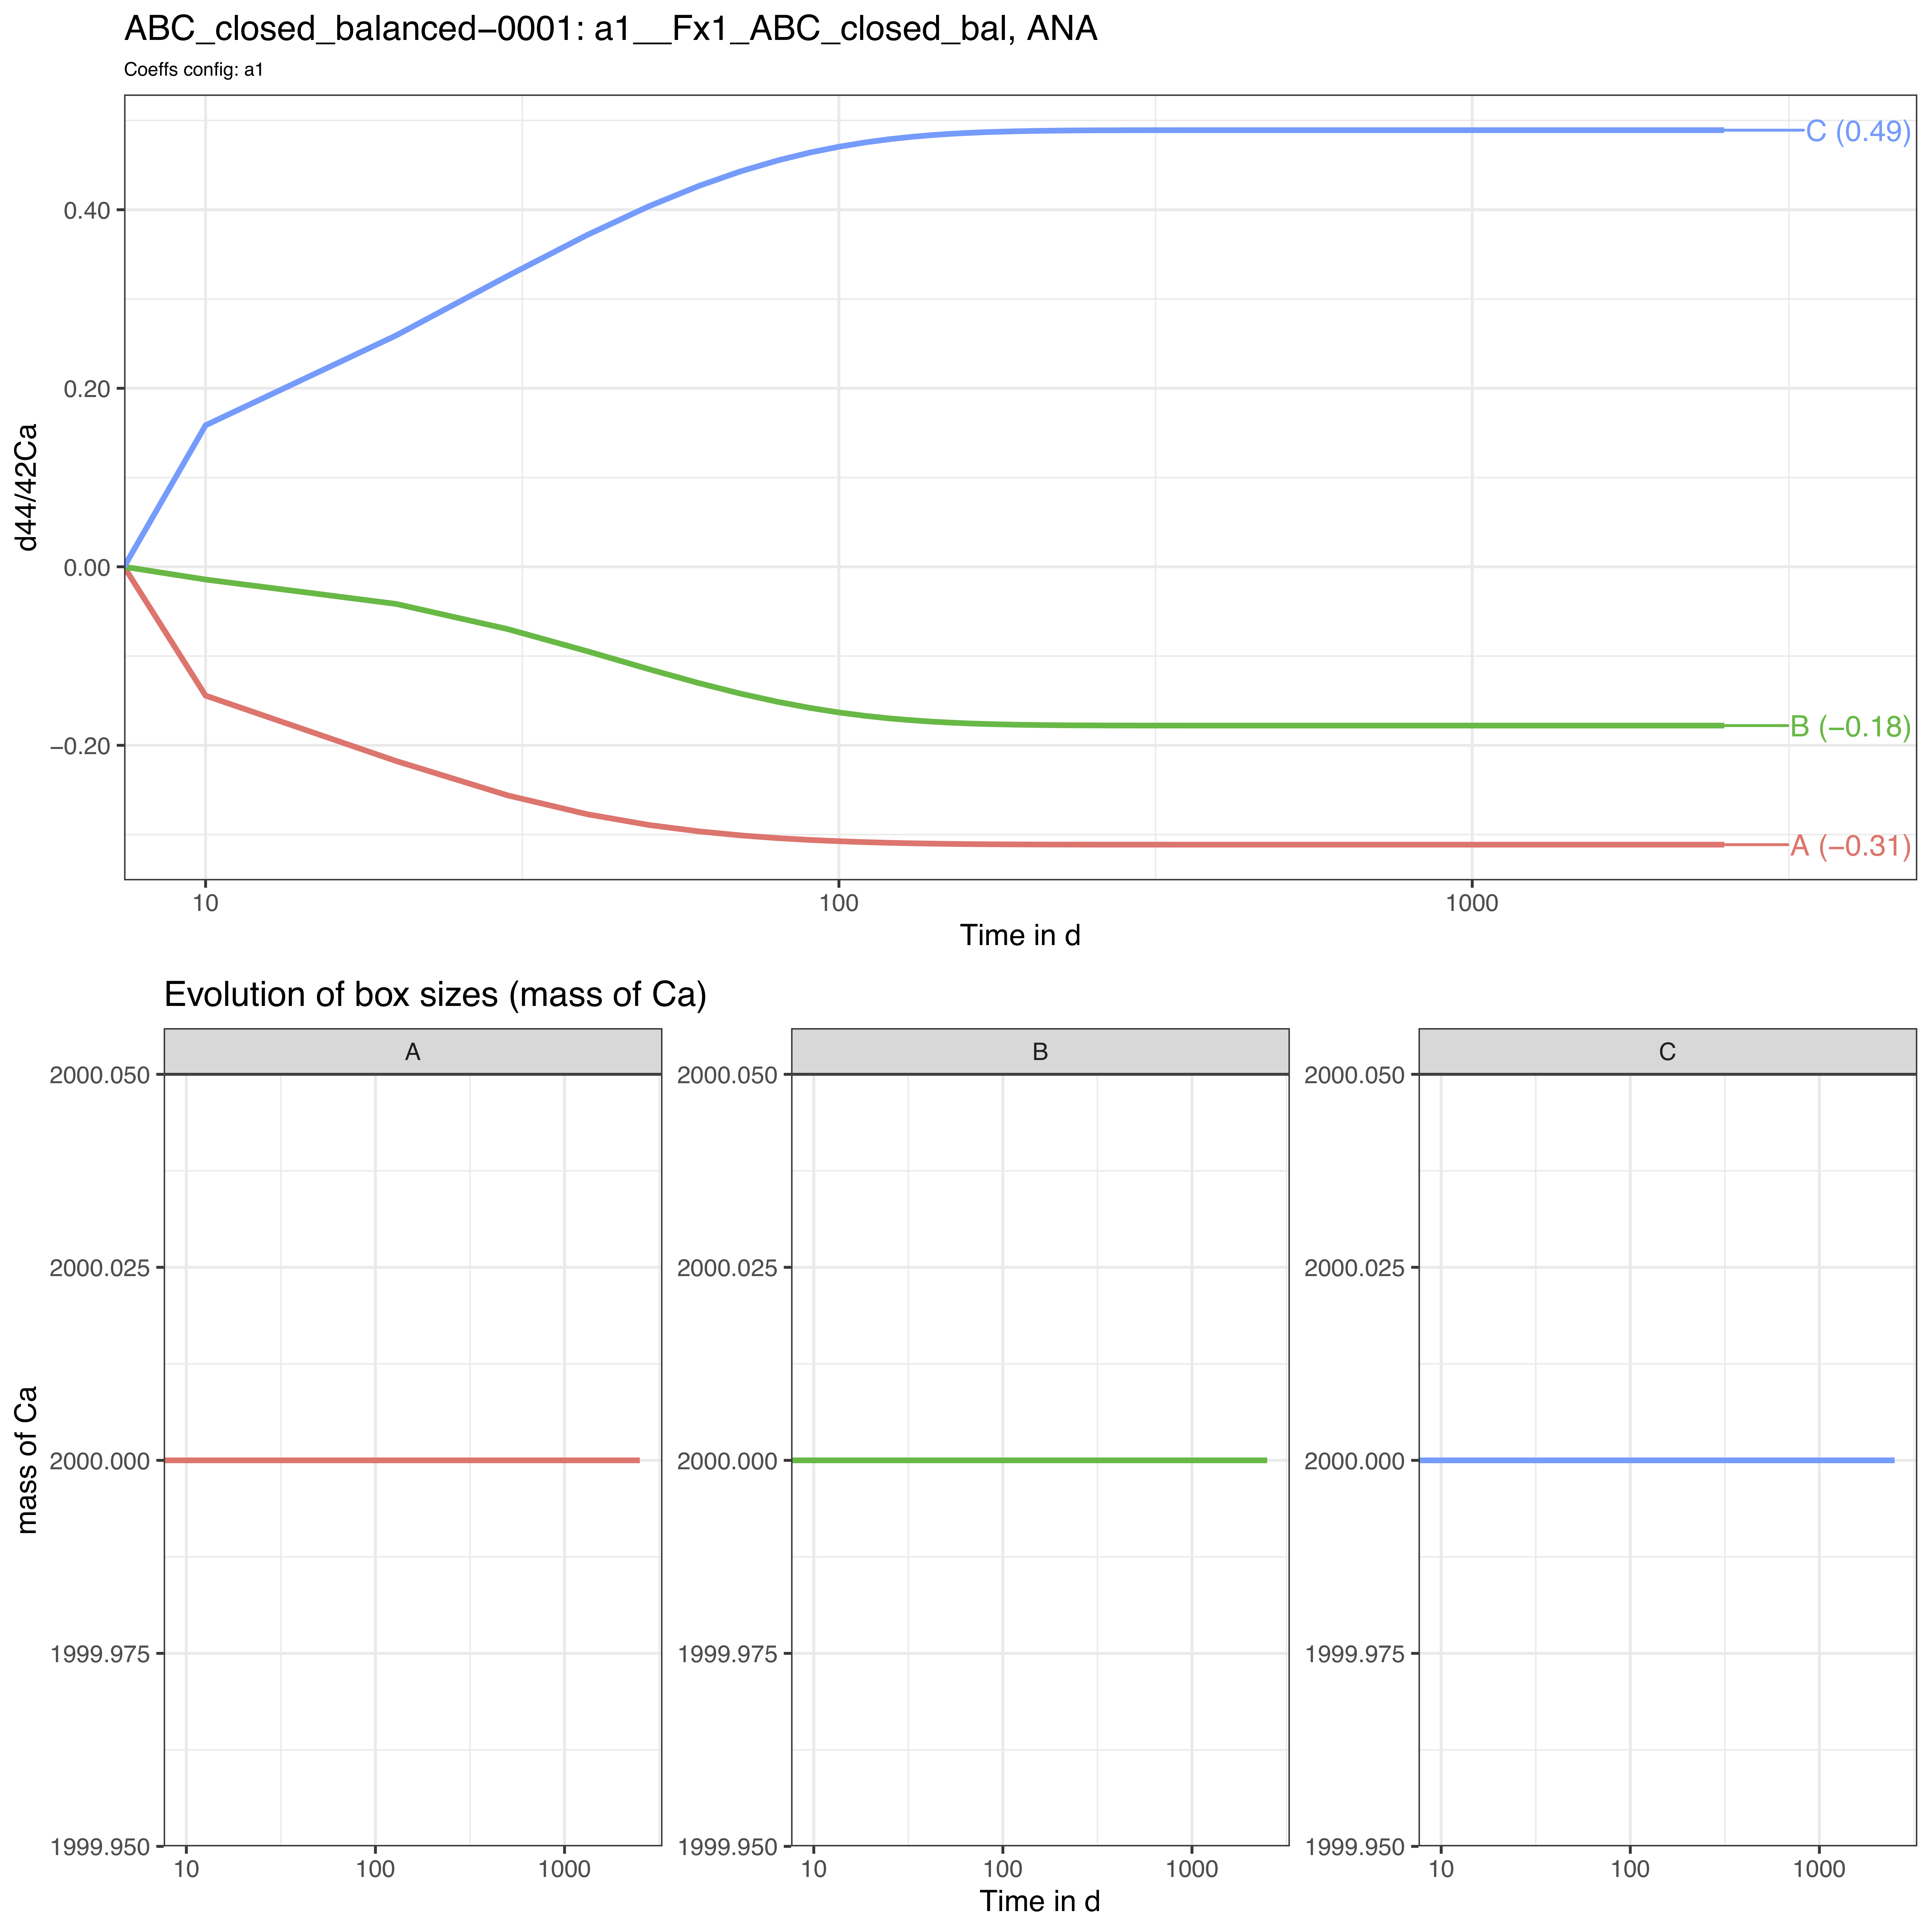 ABC_closed_balanced−0001: a1__Fx1_ABC_closed_bal, ANA
Coeffs config: a1
d44/42Ca
0.40
0.20
0.00
−0.20
C (0.49)
B (−0.18)
A (−0.31)
10 100 1000
Time in d
Evolution of box sizes (mass of Ca)
mass of Ca
A
2000.050
2000.025
2000.000
1999.975
1999.950
10 100 1000
B
2000.050
2000.025
2000.000
1999.975
1999.950
10 100 1000
C
2000.050
2000.025
2000.000
1999.975
1999.950
10 100 1000
Time in d